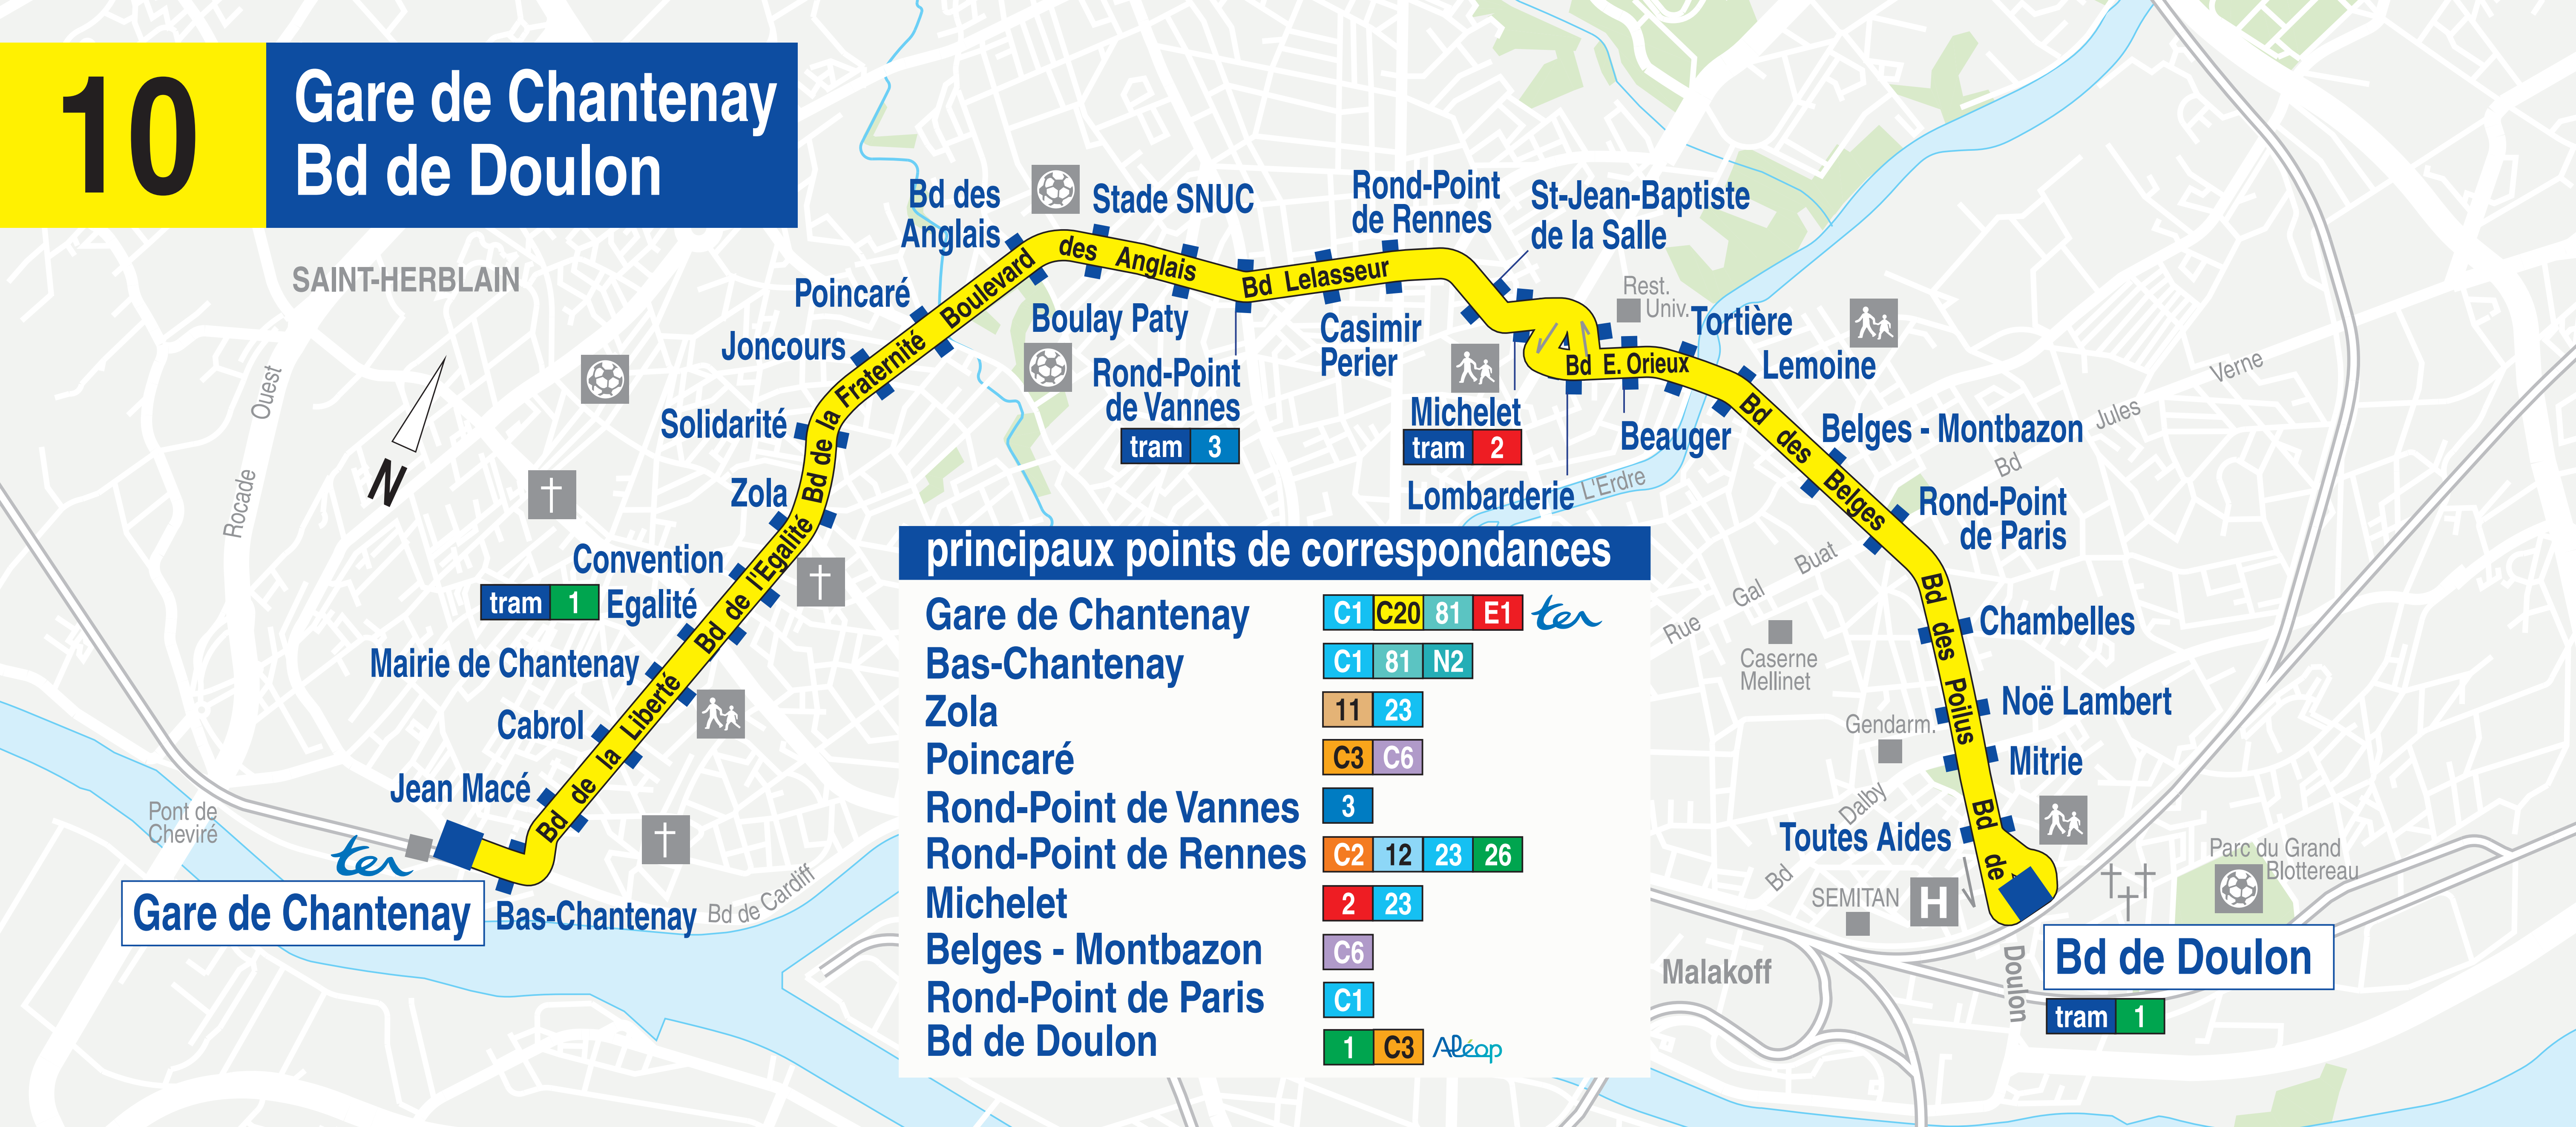 10
Gare de Chantenay
Bd de Doulon
SAINT-HERBLAIN
Rocade Ouest
N
Pont de
Cheviré
ter
Gare de Chantenay
Bas-Chantenay
Bd de Cardiff
Jean Macé
Cabrol
Mairie de Chantenay
tram 1 Egalité
Convention
Zola
Solidarité
Joncours
Poincaré
Bd des
Anglais
Stade SNUC
Boulay Paty
Rond-Point
de Vannes
tram 3
Casimir
Perier
Rond-Point
de Rennes
St-Jean-Baptiste
de la Salle
Michelet
tram 2
Lombarderie
L'Erdre
Rest.
Univ.
Beauger
Tortière
Lemoine
Belges - Montbazon
Rond-Point
de Paris
Chambelles
Noë Lambert
Mitrie
Toutes Aides
Bd de Doulon
tram 1
Bd de la Liberté
Bd de l'Egalité
Bd de la Fraternité
Boulevard des Anglais
Bd Lelasseur
Bd E. Orieux
Bd des Belges
Bd des Poilus
Bd de
Doulon
Bd Jules Verne
Rue Gal Buat
Caserne
Mellinet
Gendarm.
Bd Dalby
SEMITAN
H
Malakoff
Parc du Grand
Blottereau
principaux points de correspondances
Gare de Chantenay C1 C20 81 E1 ter
Bas-Chantenay C1 81 N2
Zola 11 23
Poincaré C3 C6
Rond-Point de Vannes 3
Rond-Point de Rennes C2 12 23 26
Michelet 2 23
Belges - Montbazon C6
Rond-Point de Paris C1
Bd de Doulon 1 C3 Aléop